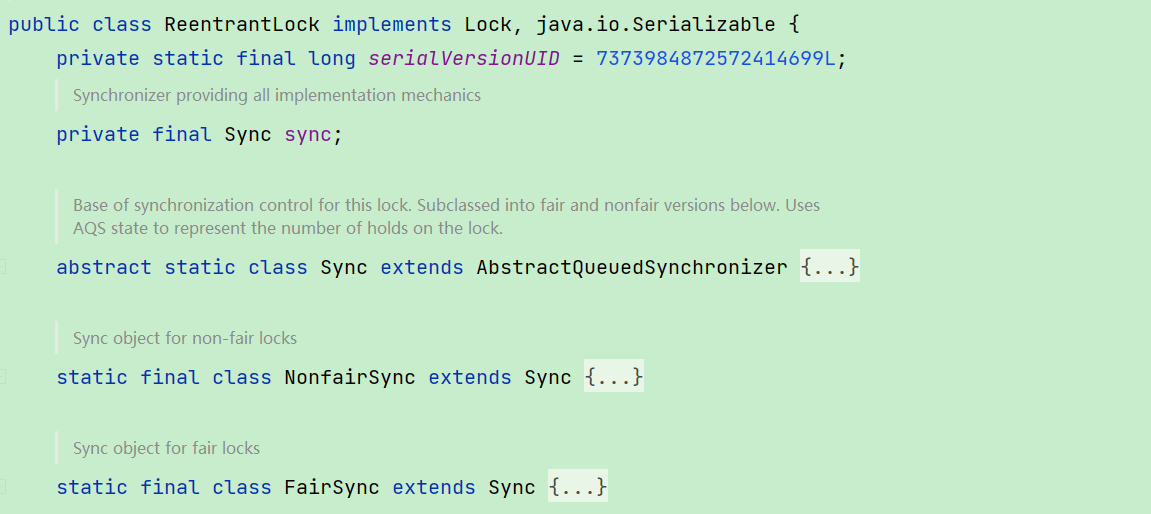 public class ReentrantLock implements Lock, java.io.Serializable {
private static final long serialVersionUID = 7373984872572414699L;
Synchronizer providing all implementation mechanics
private final Sync sync;
Base of synchronization control for this lock. Subclassed into fair and nonfair versions below. Uses
AQS state to represent the number of holds on the lock.
abstract static class Sync extends AbstractQueuedSynchronizer {...}
Sync object for non-fair locks
static final class NonfairSync extends Sync {...}
Sync object for fair locks
static final class FairSync extends Sync {...}